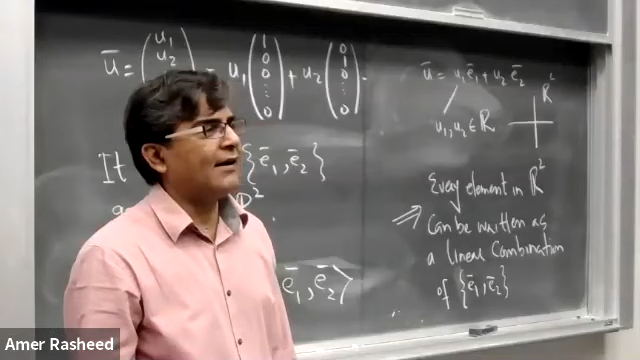 ū = (u₁ u₂ = u₁ (1 0 0 ⋮ 0) + u₂ (0 1 0 ⋮ 0)
It {ē₁, ē₂}
ℝ²
ē₁, ē₂>
ū = u₁ē₁ + u₂ē₂
ℝ²
u₁, u₂ ∈ ℝ
Every element in ℝ²
⇒ Can be written as
a linear Combination
of {ē₁, ē₂}
Amer Rasheed